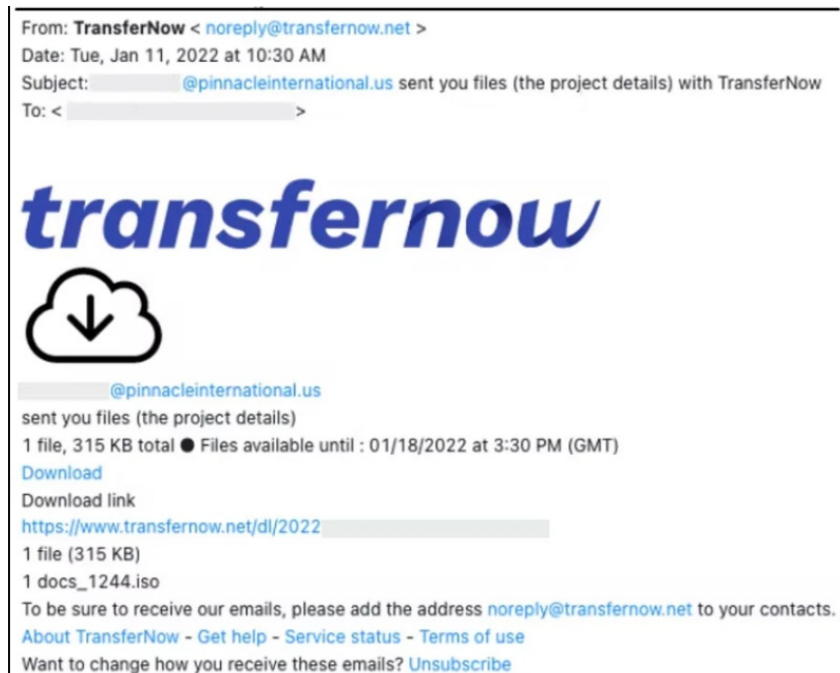 From: TransferNow < noreply@transfernow.net >
Date: Tue, Jan 11, 2022 at 10:30 AM
Subject: @pinnacleinternational.us sent you files (the project details) with TransferNow
To: < >
transfernow
@pinnacleinternational.us
sent you files (the project details)
1 file, 315 KB total ● Files available until : 01/18/2022 at 3:30 PM (GMT)
Download
Download link
https://www.transfernow.net/dl/2022
1 file (315 KB)
1 docs_1244.iso
To be sure to receive our emails, please add the address noreply@transfernow.net to your contacts.
About TransferNow - Get help - Service status - Terms of use
Want to change how you receive these emails? Unsubscribe